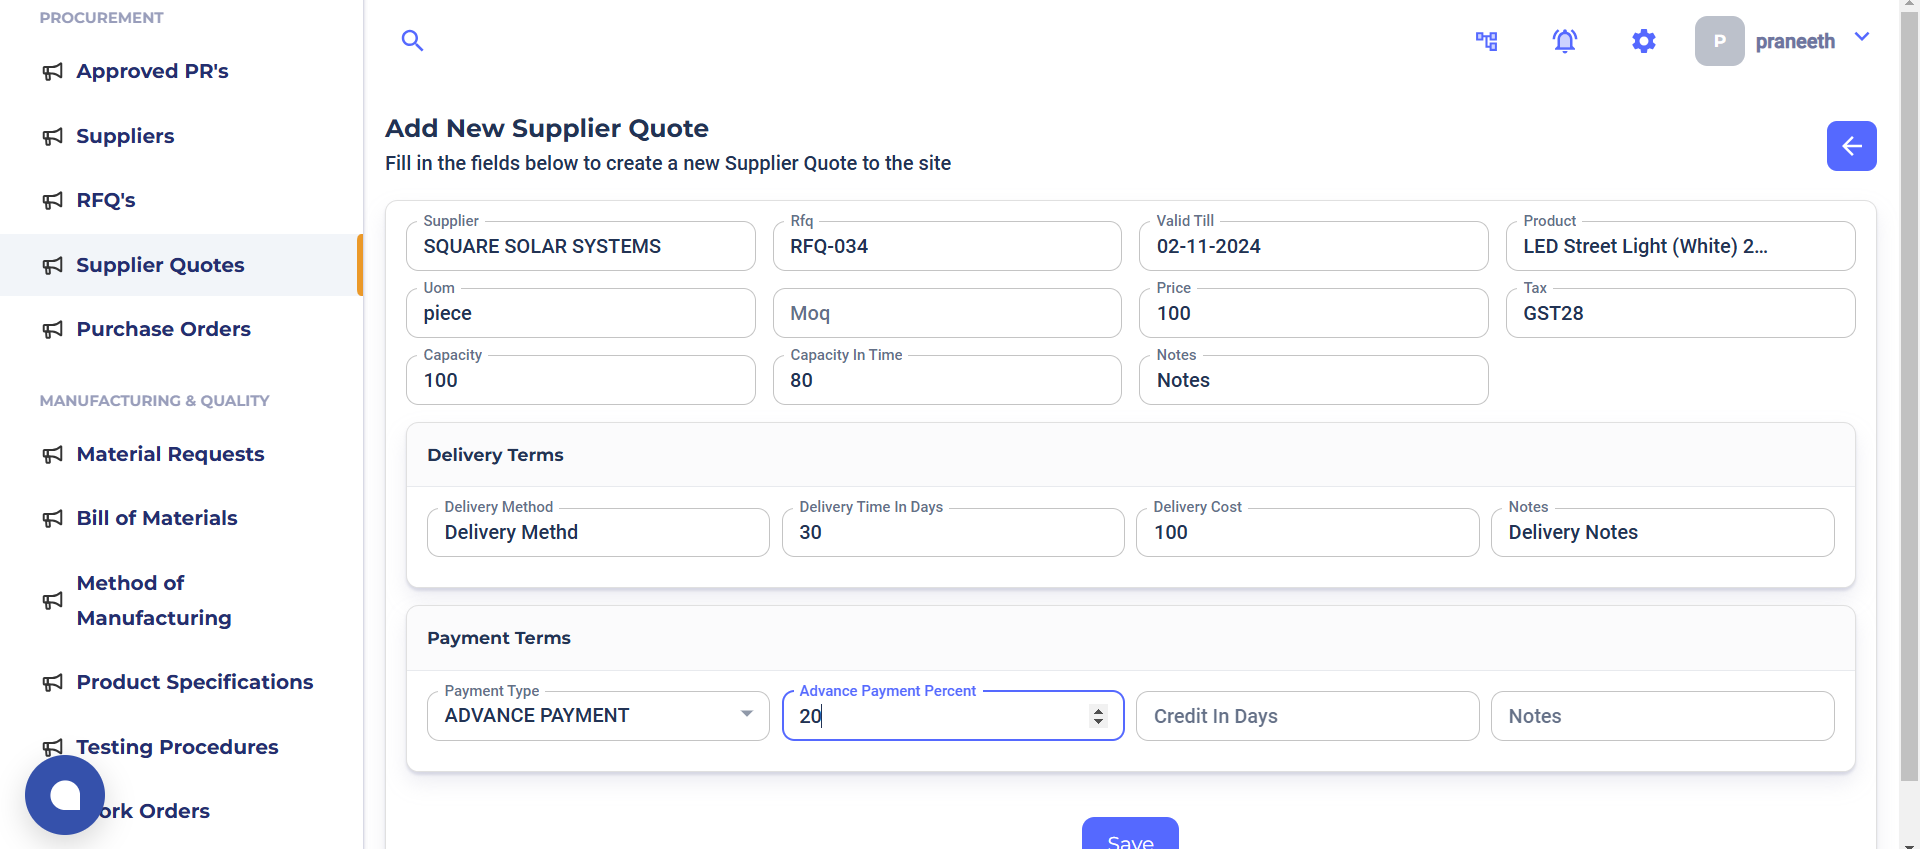 PROCUREMENT
Approved PR's
Suppliers
RFQ's
Supplier Quotes
Purchase Orders
MANUFACTURING & QUALITY
Material Requests
Bill of Materials
Method of
Manufacturing
Product Specifications
Testing Procedures
ork Orders
P praneeth
Add New Supplier Quote
Fill in the fields below to create a new Supplier Quote to the site
Supplier Rfq Valid Till Product
SQUARE SOLAR SYSTEMS RFQ-034 02-11-2024 LED Street Light (White) 2...
Uom Price Tax
piece Moq 100 GST28
Capacity Capacity In Time Notes
100 80 Notes
Delivery Terms
Delivery Method Delivery Time In Days Delivery Cost Notes
Delivery Methd 30 100 Delivery Notes
Payment Terms
Payment Type Advance Payment Percent
ADVANCE PAYMENT 20 Credit In Days Notes
Save